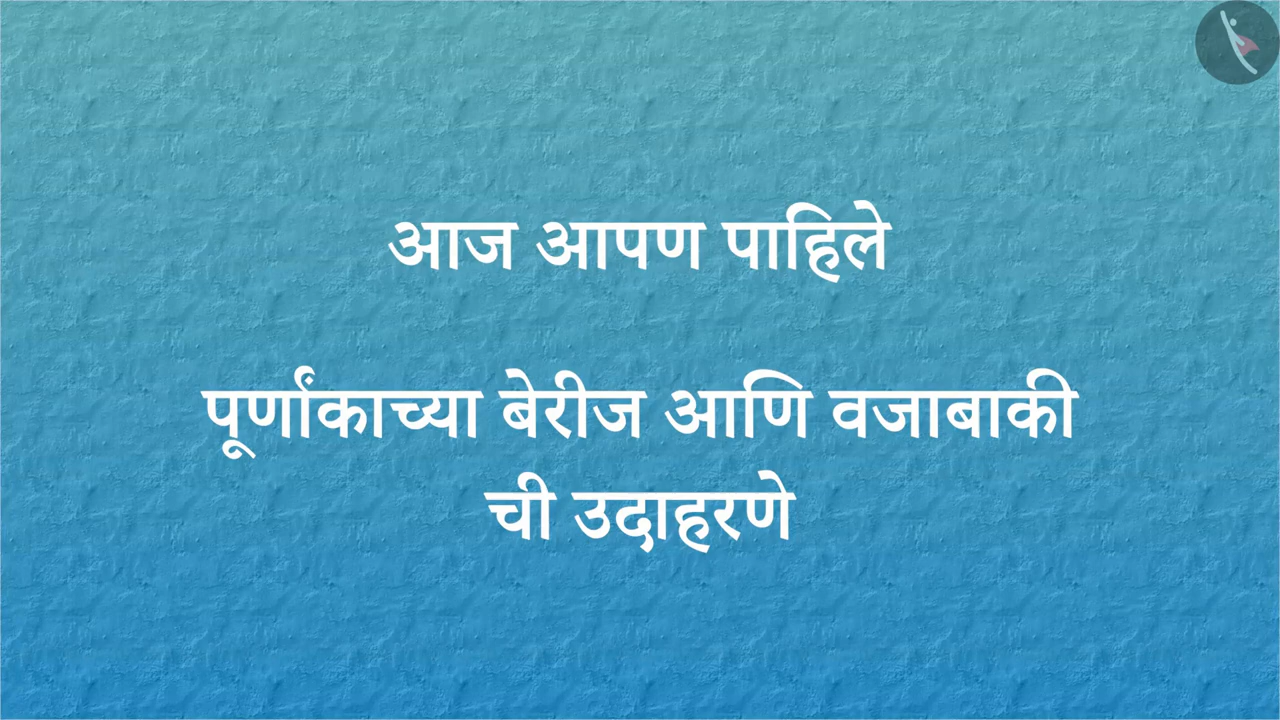 आज आपण पाहिले
पूर्णांकाच्या बेरीज आणि वजाबाकी
ची उदाहरणे